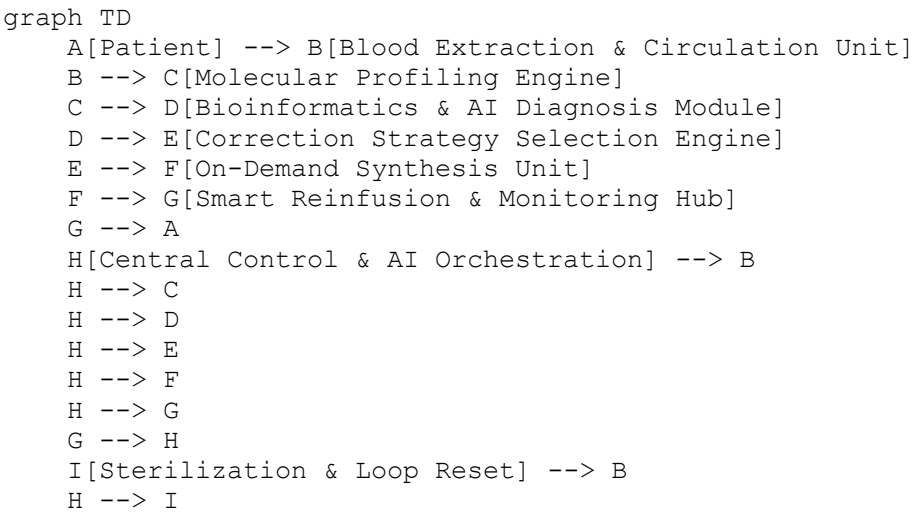 graph TD
    A[Patient] --> B[Blood Extraction & Circulation Unit]
    B --> C[Molecular Profiling Engine]
    C --> D[Bioinformatics & AI Diagnosis Module]
    D --> E[Correction Strategy Selection Engine]
    E --> F[On-Demand Synthesis Unit]
    F --> G[Smart Reinfusion & Monitoring Hub]
    G --> A
    H[Central Control & AI Orchestration] --> B
    H --> C
    H --> D
    H --> E
    H --> F
    H --> G
    G --> H
    I[Sterilization & Loop Reset] --> B
    H --> I